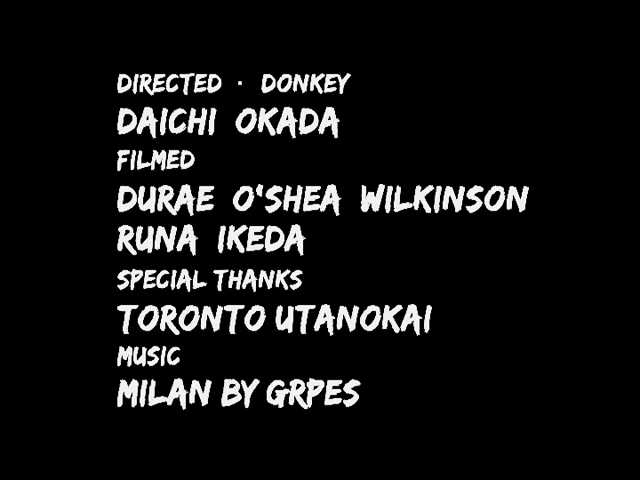 DIRECTED · DONKEY
DAICHI OKADA
FILMED
DURAE O'SHEA WILKINSON
RUNA IKEDA
SPECIAL THANKS
TORONTO UTANOKAI
MUSIC
MILAN BY GRPES